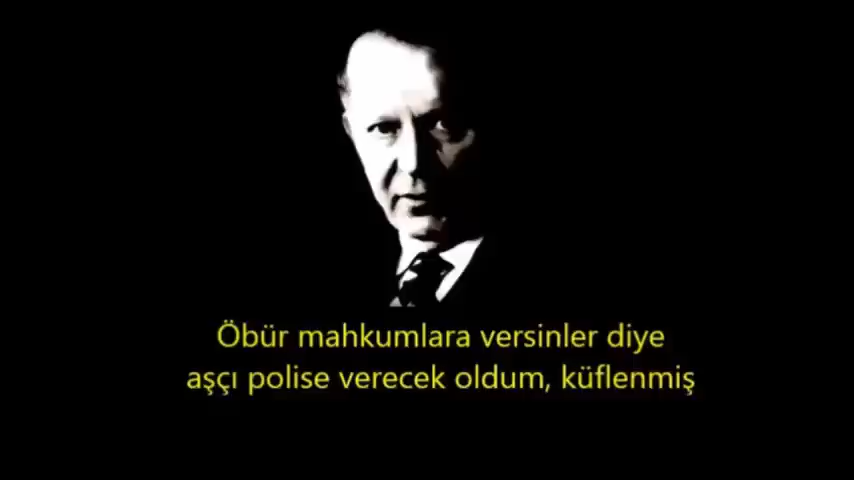 Öbür mahkumlara versinler diye
aşçı polise verecek oldum, küflenmiş